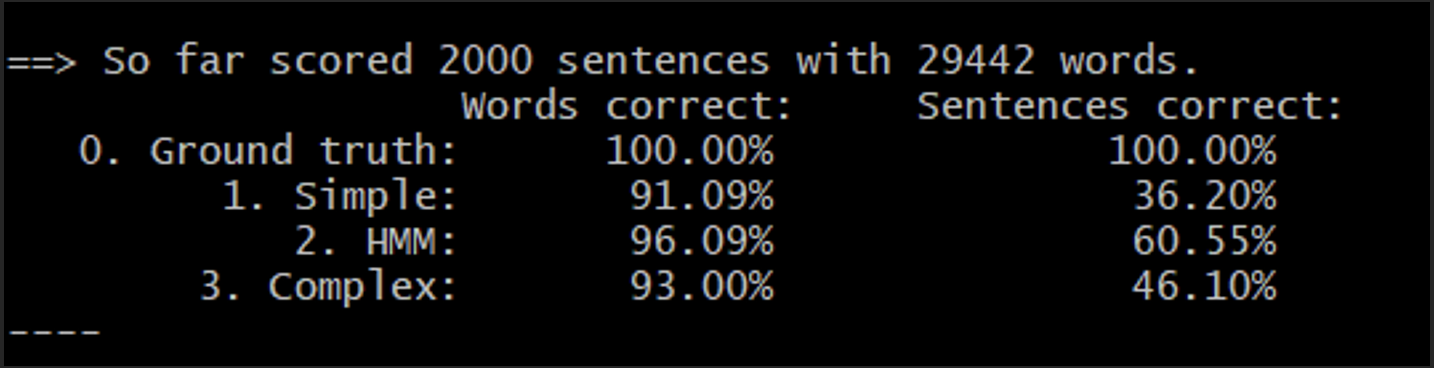 ==> So far scored 2000 sentences with 29442 words.
Words correct: Sentences correct:
0. Ground truth: 100.00% 100.00%
1. Simple: 91.09% 36.20%
2. HMM: 96.09% 60.55%
3. Complex: 93.00% 46.10%
----